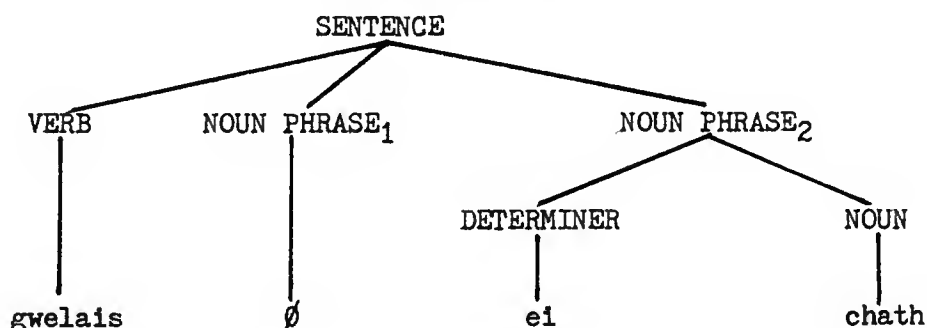 SENTENCE
VERB NOUN PHRASE₁ NOUN PHRASE₂
DETERMINER NOUN
gwelais Ø ei chath